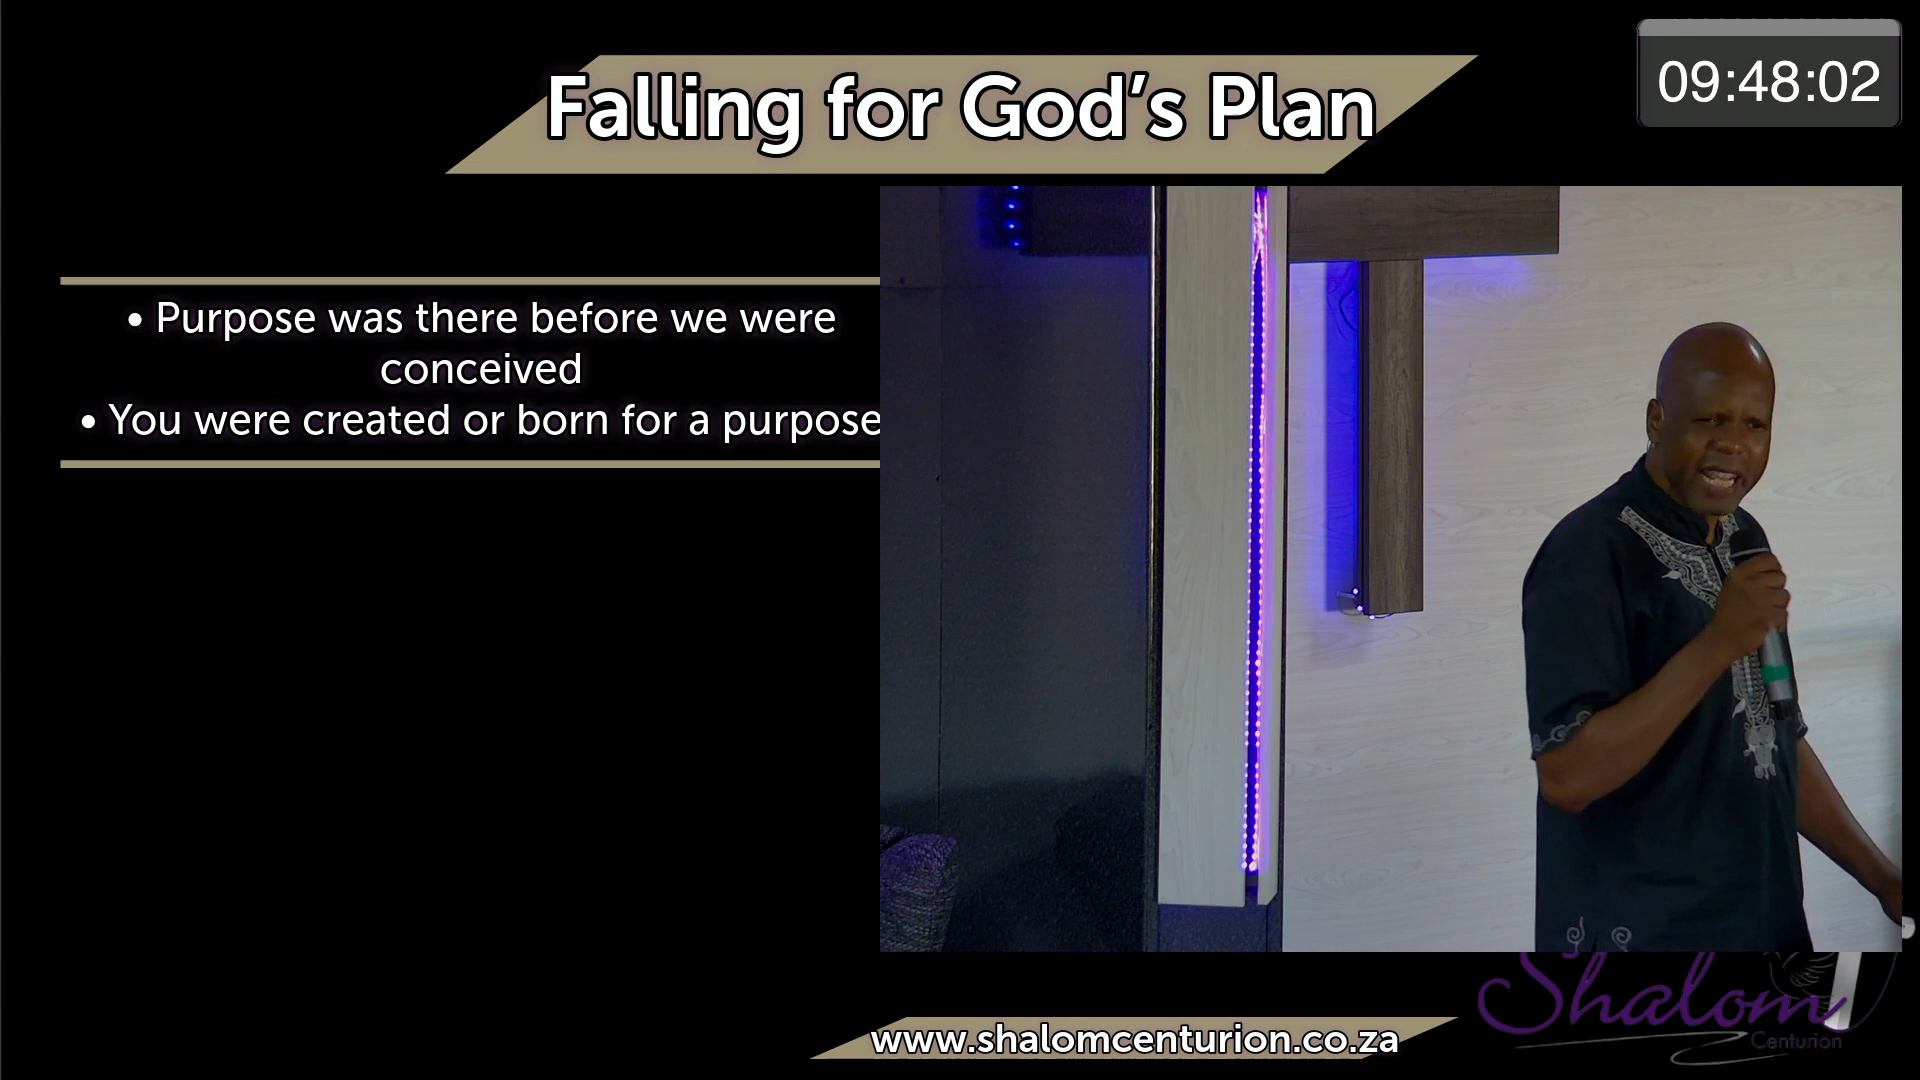 Falling for God's Plan
09:48:02
• Purpose was there before we were
conceived
• You were created or born for a purpose
www.shalomcenturion.co.za
Shalom
Centurion